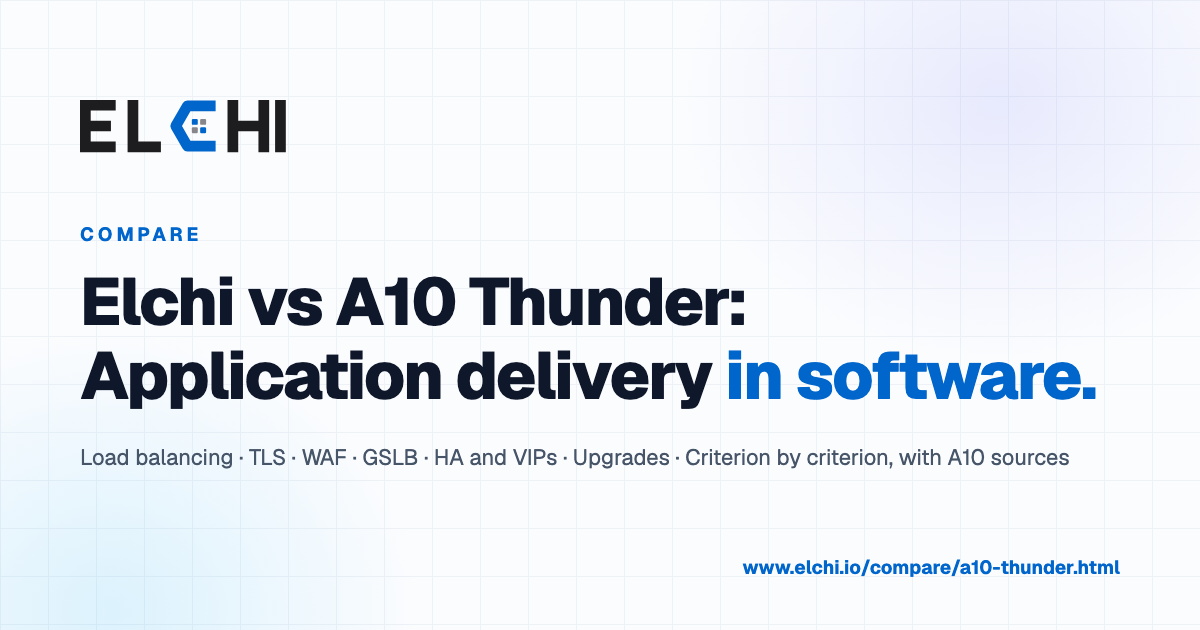 ELCHI
COMPARE
Elchi vs A10 Thunder:
Application delivery in software.
Load balancing · TLS · WAF · GSLB · HA and VIPs · Upgrades · Criterion by criterion, with A10 sources
www.elchi.io/compare/a10-thunder.html